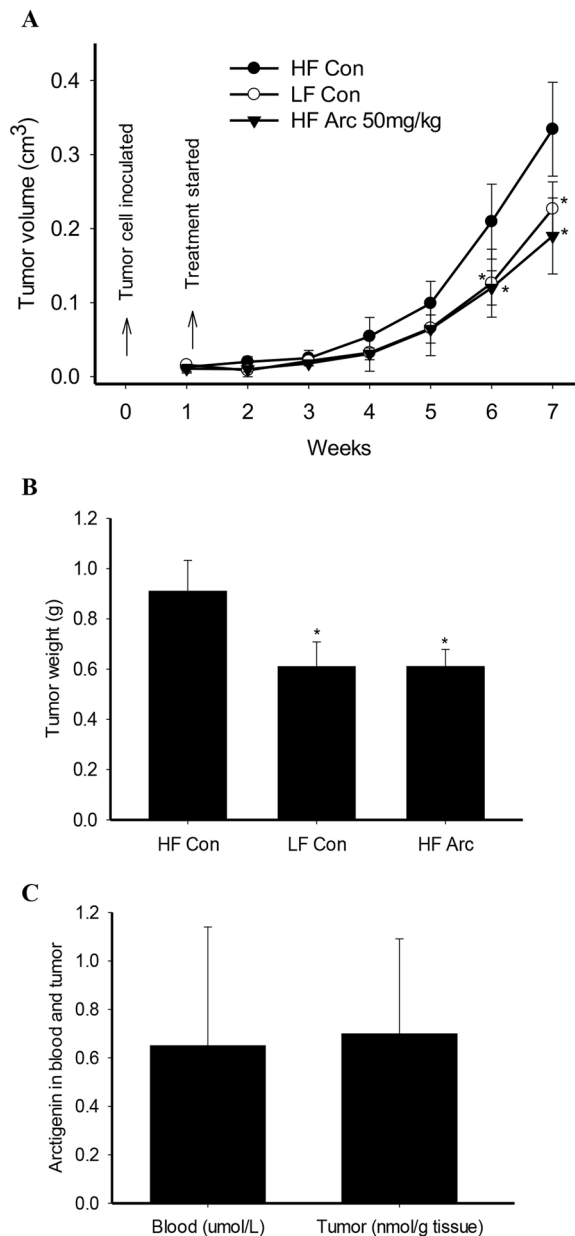 A
HF Con
LF Con
HF Arc 50mg/kg
Tumor volume (cm³)
0.4
0.3
0.2
0.1
0.0
Tumor cell inoculated
Treatment started
* *
* *
0 1 2 3 4 5 6 7
Weeks
B
Tumor weight (g)
1.2
1.0
0.8
0.6
0.4
0.2
0.0
* *
HF Con LF Con HF Arc
C
Arctigenin in blood and tumor
1.2
1.0
0.8
0.6
0.4
0.2
0.0
Blood (umol/L) Tumor (nmol/g tissue)